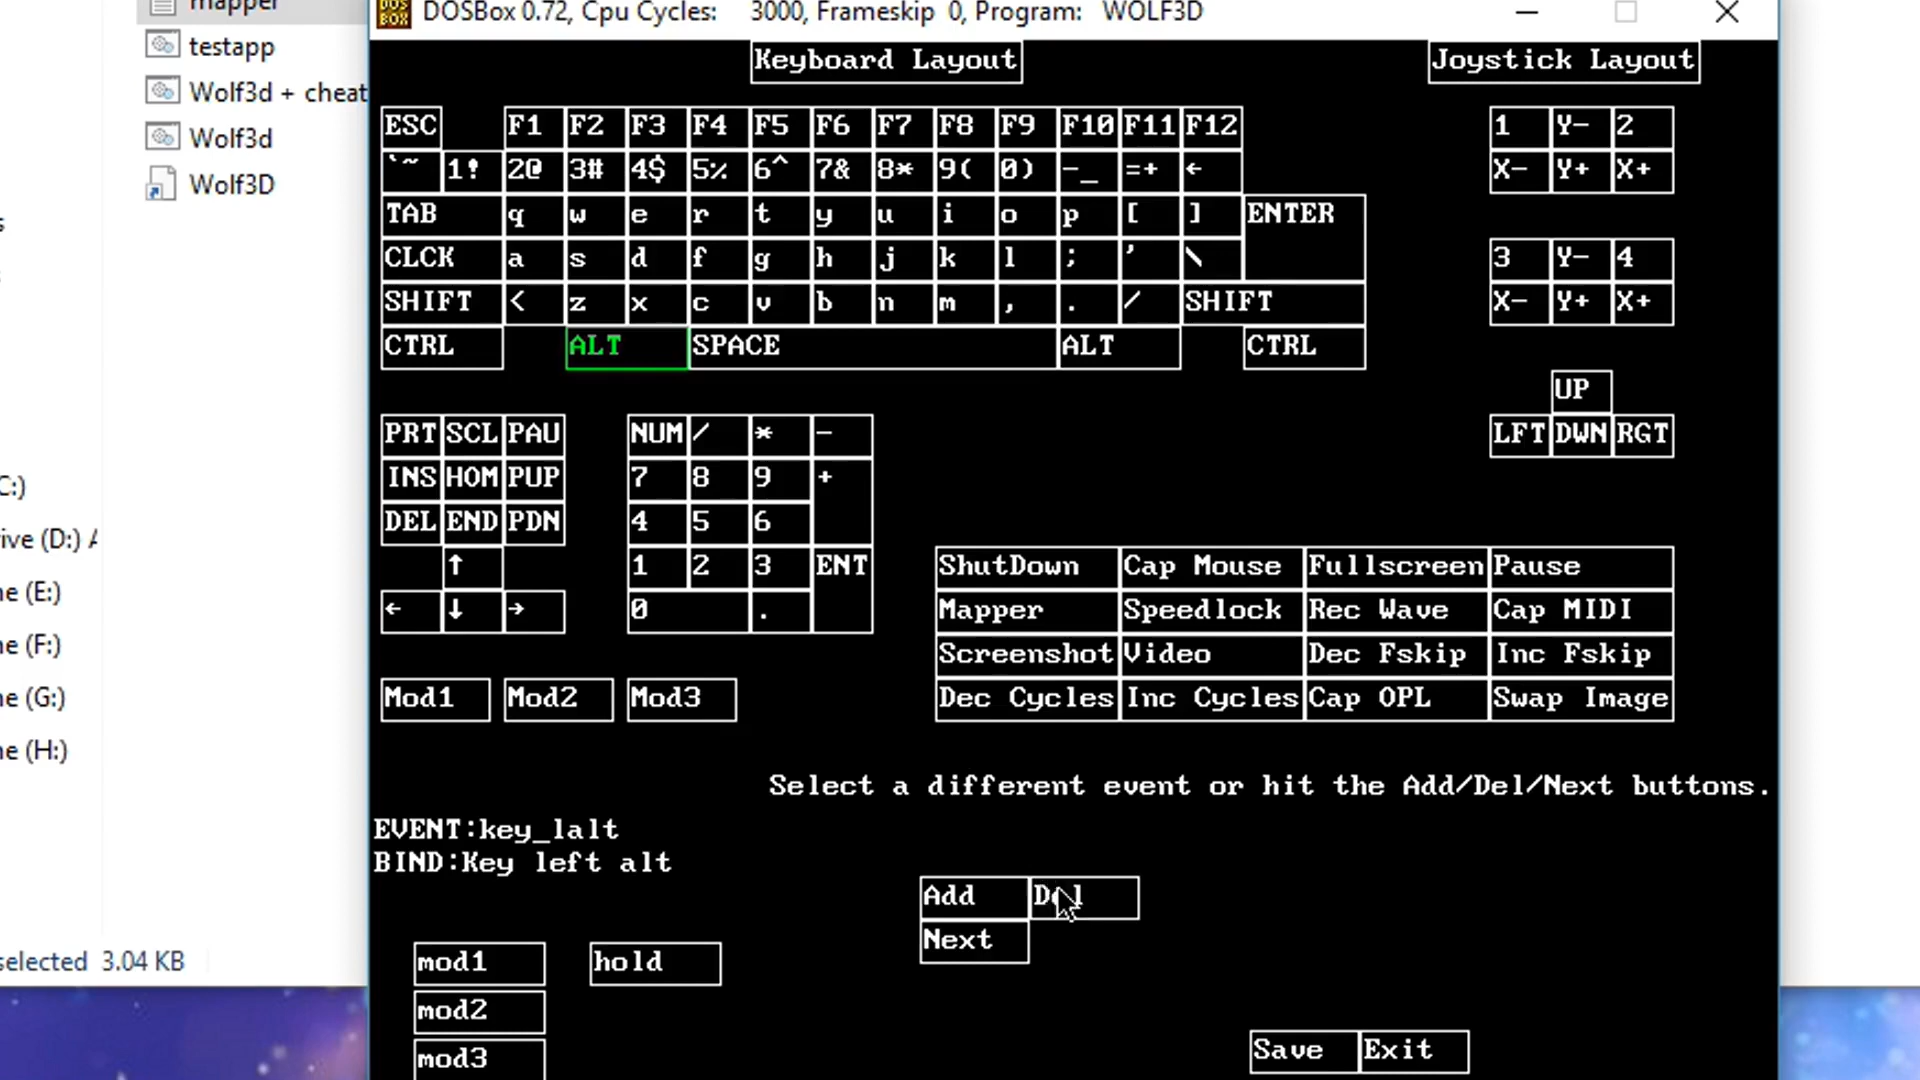 mapper
testapp
Wolf3d + cheat
Wolf3d
Wolf3D
C:)
ive (D:)
ne (E:)
ne (F:)
ne (G:)
ne (H:)
selected 3.04 KB
DOSBox 0.72, Cpu Cycles: 3000, Frameskip 0, Program: WOLF3D
Keyboard Layout Joystick Layout
ESC F1 F2 F3 F4 F5 F6 F7 F8 F9 F10 F11 F12 1 Y- 2
`~ 1! 2@ 3# 4$ 5% 6^ 7& 8* 9( 0) -_ =+ ← X- Y+ X+
TAB q w e r t y u i o p [ ] ENTER
CLCK a s d f g h j k l ; ' \ 3 Y- 4
SHIFT < z x c v b n m , . / SHIFT X- Y+ X+
CTRL ALT SPACE ALT CTRL
UP
PRT SCL PAU NUM / * - LFT DWN RGT
INS HOM PUP 7 8 9 +
DEL END PDN 4 5 6
↑ 1 2 3 ENT ShutDown Cap Mouse Fullscreen Pause
← ↓ → 0 . Mapper Speedlock Rec Wave Cap MIDI
Screenshot Video Dec Fskip Inc Fskip
Mod1 Mod2 Mod3 Dec Cycles Inc Cycles Cap OPL Swap Image
Select a different event or hit the Add/Del/Next buttons.
EVENT:key_lalt
BIND:Key left alt
Add Del
Next
mod1 hold
mod2
mod3
Save Exit